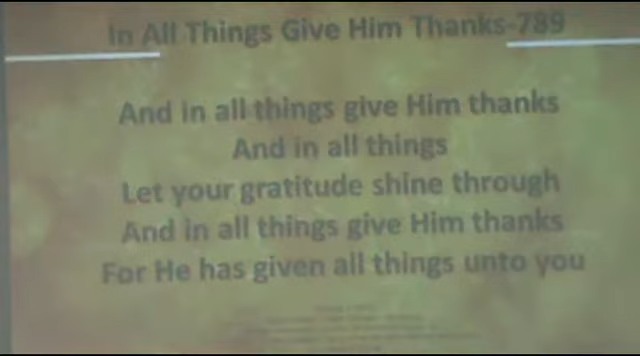 In All Things Give Him Thanks-789
And in all things give Him thanks
And in all things
Let your gratitude shine through
And in all things give Him thanks
For He has given all things unto you